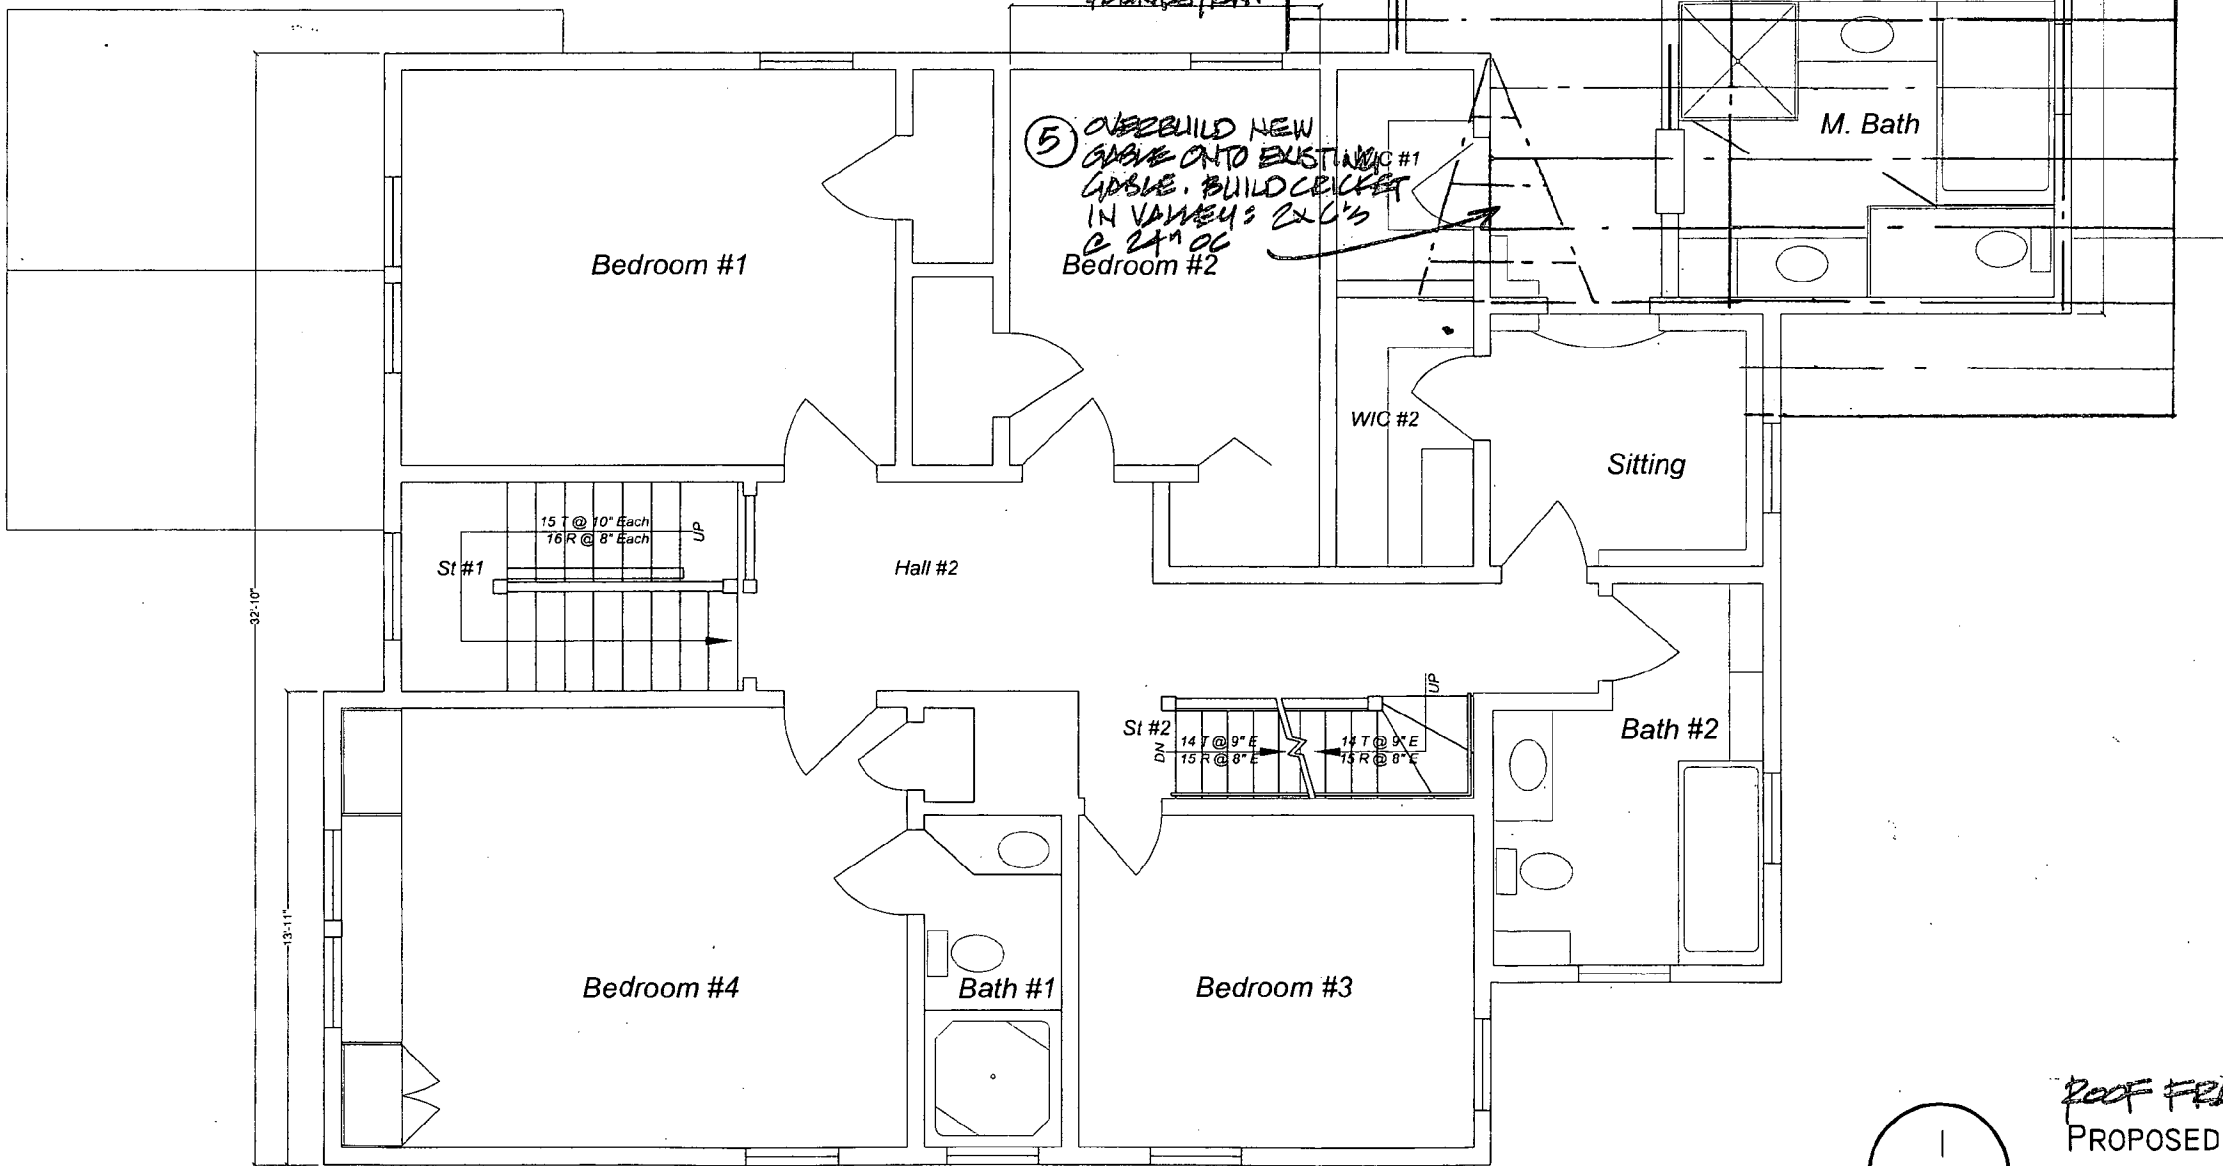 M. Bath
5 OVERBUILD NEW
GABLE ONTO EXISTING
GABLE. BUILD CRICKET
IN VALLEY: 2x6's
@ 24" OC
WIC #1
Bedroom #1
Bedroom #2
WIC #2
Sitting
15 T @ 10" Each
16 R @ 8" Each
UP
St #1
Hall #2
32'-10"
St #2
UP
DN
14 T @ 9" E
15 R @ 8" E
14 T @ 9" E
15 R @ 8" E
Bath #2
13'-11"
Bedroom #4
Bath #1
Bedroom #3
ROOF
PROPOSED
1